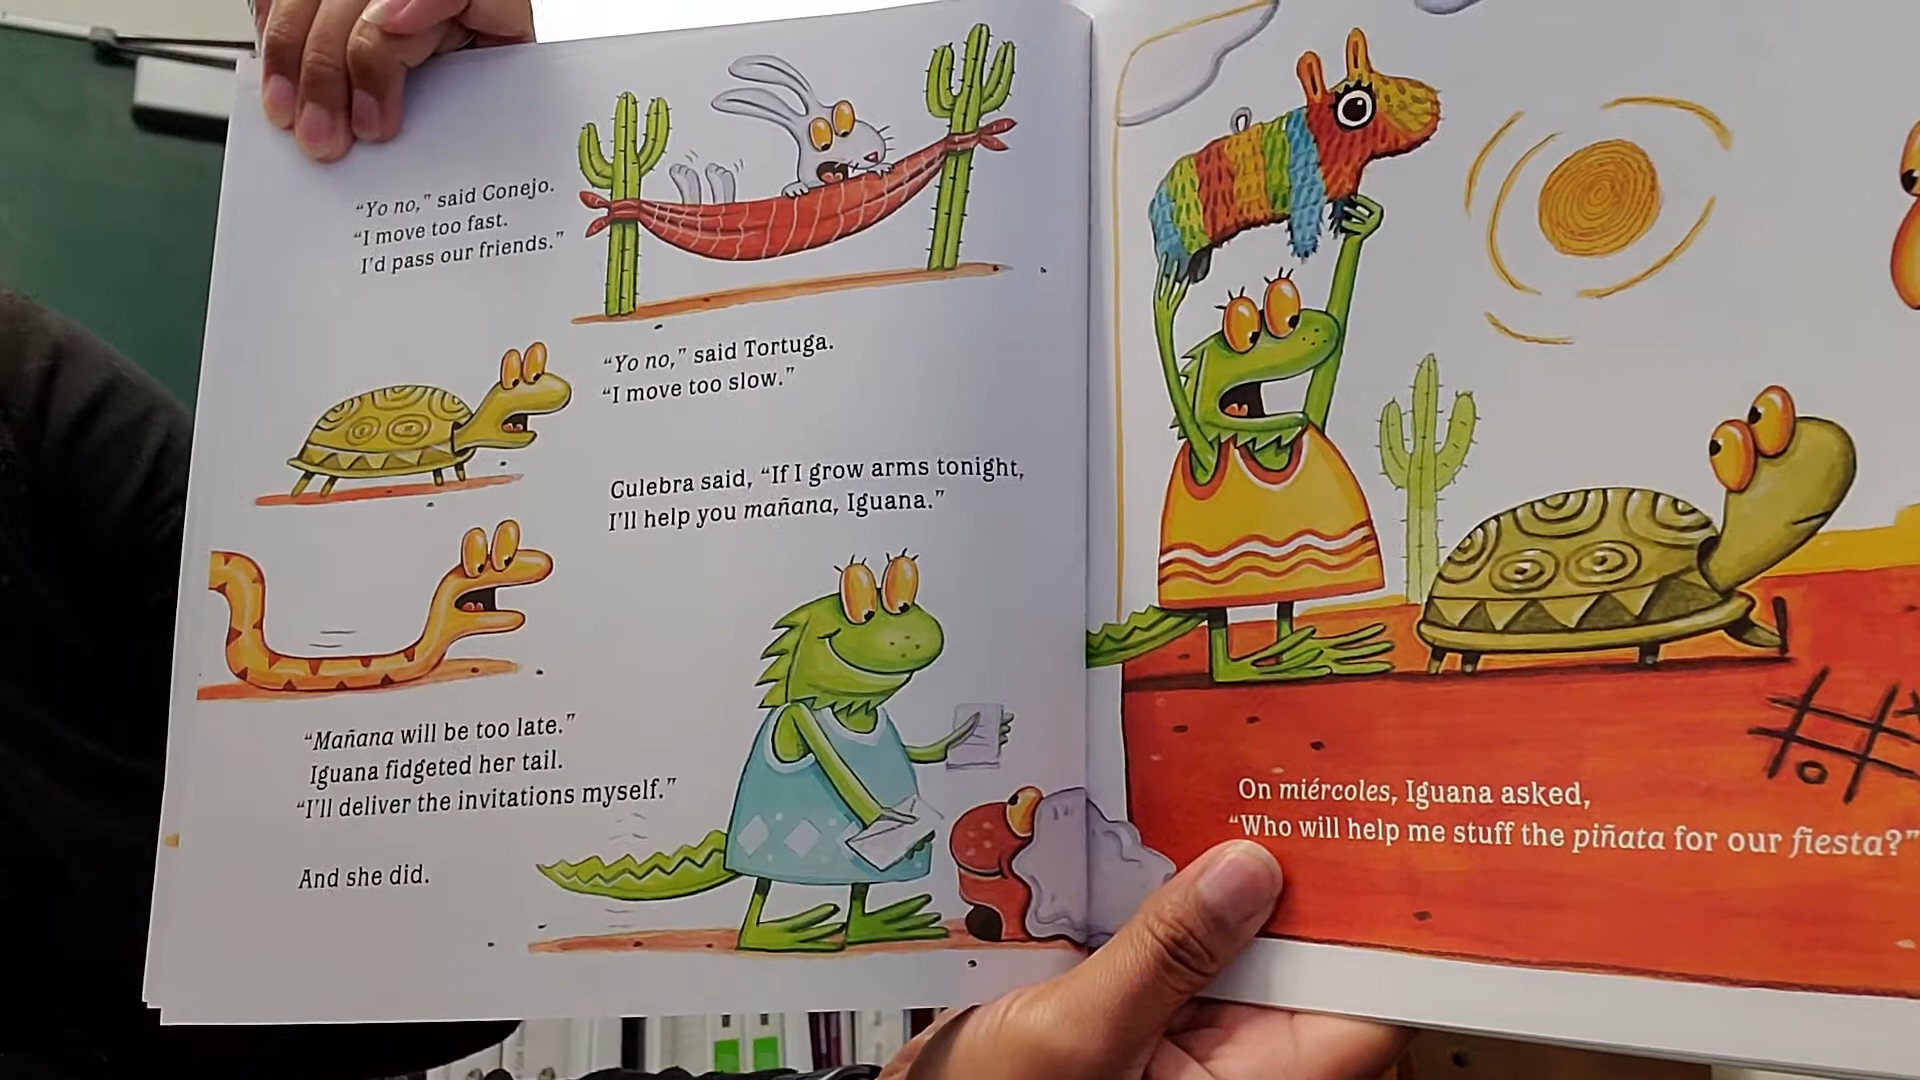 “Yo no,” said Conejo.
“I move too fast.
I’d pass our friends.”
“Yo no,” said Tortuga.
“I move too slow.”
Culebra said, “If I grow arms tonight,
I’ll help you mañana, Iguana.”
“Mañana will be too late.”
Iguana fidgeted her tail.
“I’ll deliver the invitations myself.”
And she did.
On miércoles, Iguana asked,
“Who will help me stuff the piñata for our fiesta?”